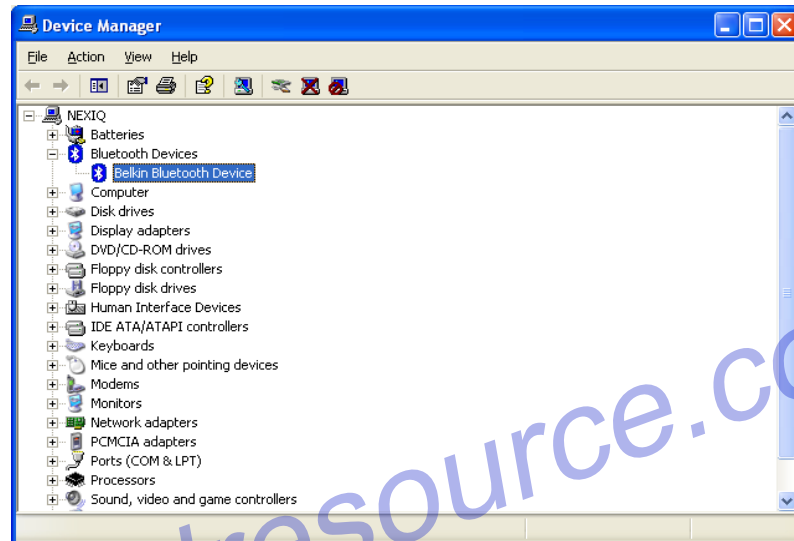 Device Manager
File Action View Help
NEXIQ
Batteries
Bluetooth Devices
Belkin Bluetooth Device
Computer
Disk drives
Display adapters
DVD/CD-ROM drives
Floppy disk controllers
Floppy disk drives
Human Interface Devices
IDE ATA/ATAPI controllers
Keyboards
Mice and other pointing devices
Modems
Monitors
Network adapters
PCMCIA adapters
Ports (COM & LPT)
Processors
Sound, video and game controllers